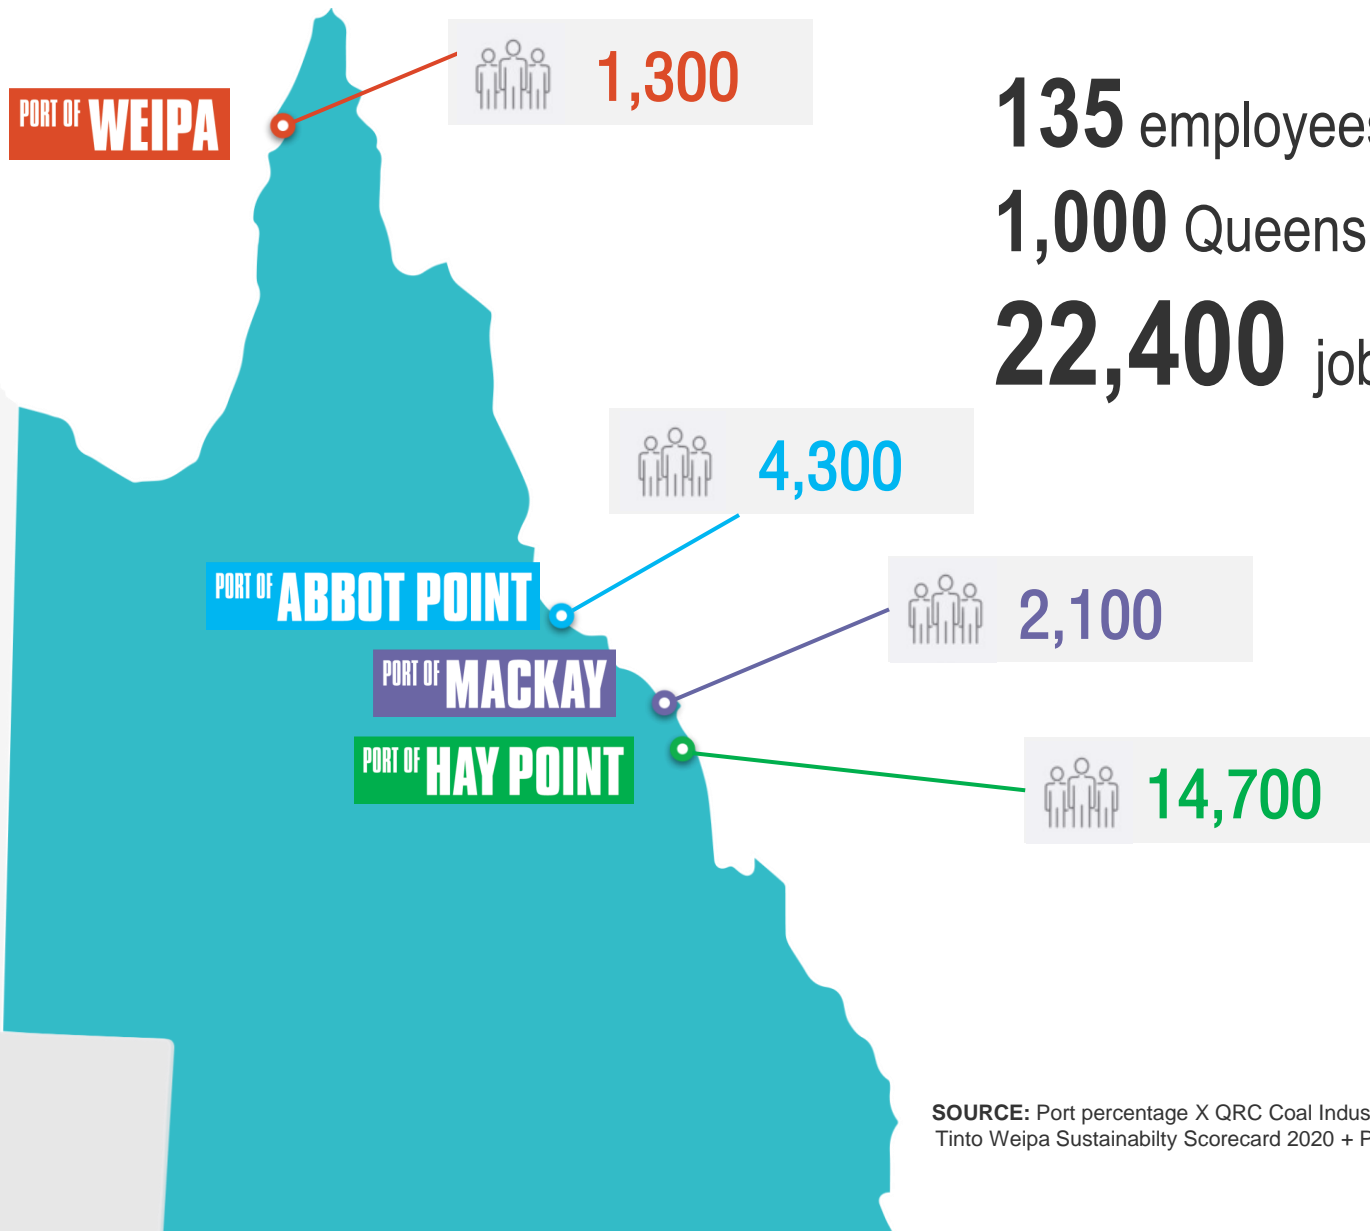 PORT OF WEIPA
1,300
135 employees
1,000 Queens
22,400 job
4,300
PORT OF ABBOT POINT
2,100
PORT OF MACKAY
PORT OF HAY POINT
14,700
SOURCE: Port percentage X QRC Coal Indus
Tinto Weipa Sustainabilty Scorecard 2020 + P